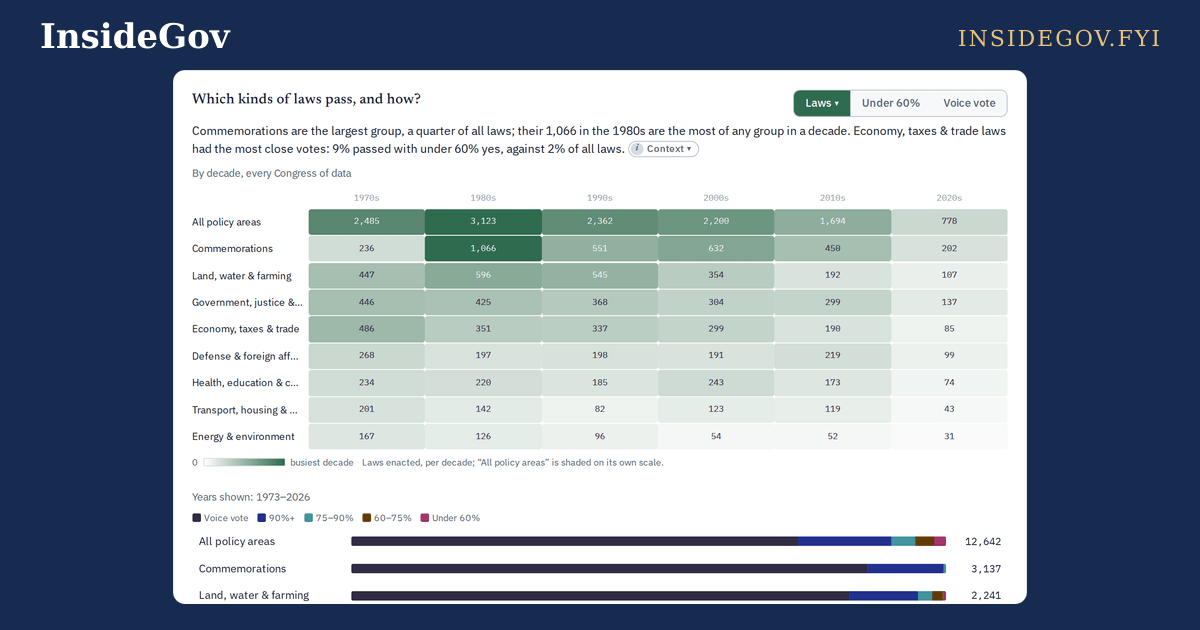 InsideGov
INSIDEGOV.FYI
Which kinds of laws pass, and how?
Laws ▾ Under 60% Voice vote
Commemorations are the largest group, a quarter of all laws; their 1,066 in the 1980s are the most of any group in a decade. Economy, taxes & trade laws
had the most close votes: 9% passed with under 60% yes, against 2% of all laws. i Context ▾
By decade, every Congress of data
1970s 1980s 1990s 2000s 2010s 2020s
All policy areas 2,485 3,123 2,362 2,200 1,694 778
Commemorations 236 1,066 551 632 450 202
Land, water & farming 447 596 545 354 192 107
Government, justice &... 446 425 368 304 299 137
Economy, taxes & trade 486 351 337 299 190 85
Defense & foreign aff... 268 197 198 191 219 99
Health, education & c... 234 220 185 243 173 74
Transport, housing & ... 201 142 82 123 119 43
Energy & environment 167 126 96 54 52 31
0 busiest decade Laws enacted, per decade; “All policy areas” is shaded on its own scale.
Years shown: 1973–2026
Voice vote 90%+ 75–90% 60–75% Under 60%
All policy areas 12,642
Commemorations 3,137
Land, water & farming 2,241